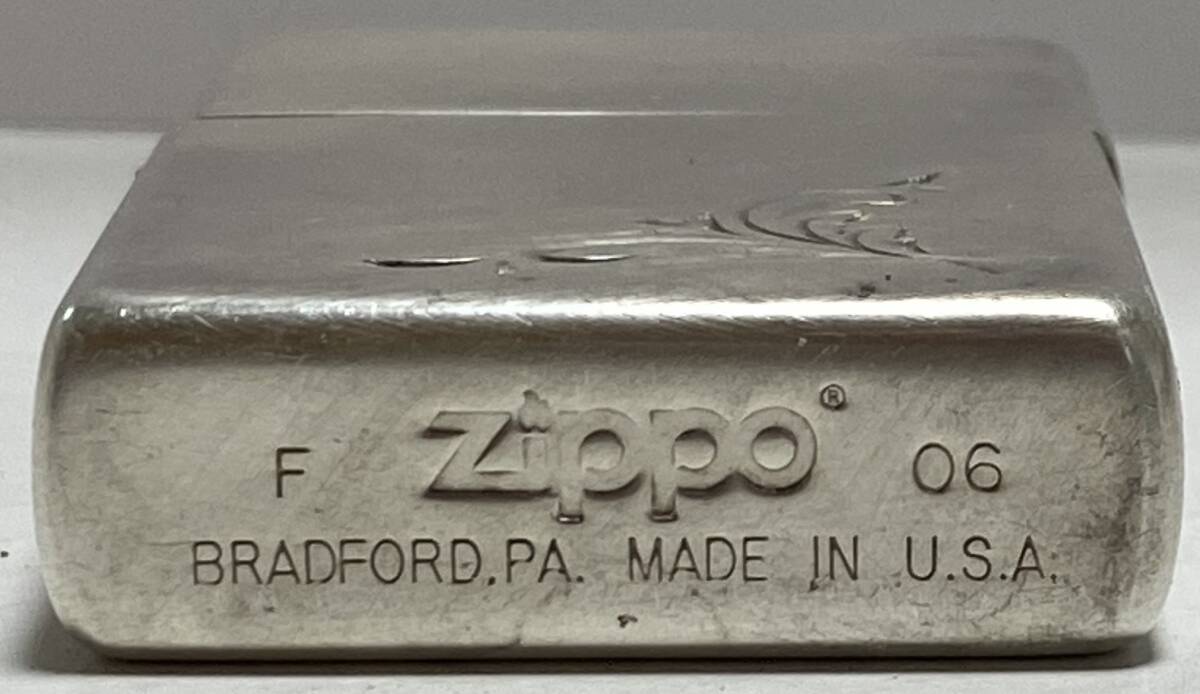 F Zippo® 06
BRADFORD, PA. MADE IN U.S.A.